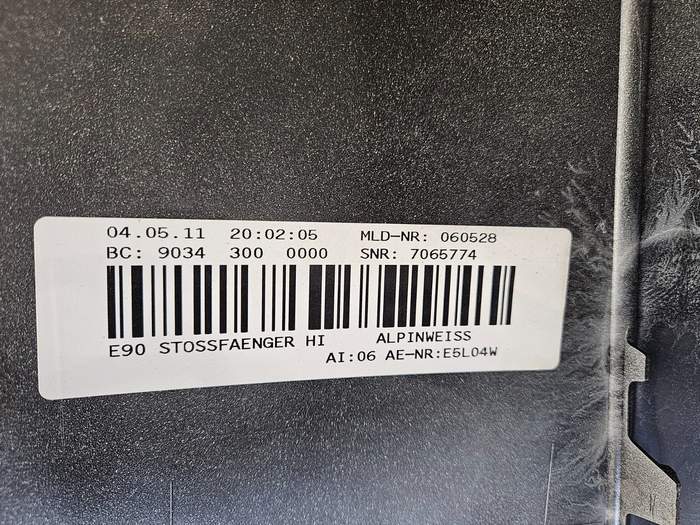 04.05.11 20:02:05 MLD-NR: 060528
BC: 9034 300 0000 SNR: 7065774
E90 STOSSFAENGER HI ALPINWEISS
AI:06 AE-NR:E5L04W